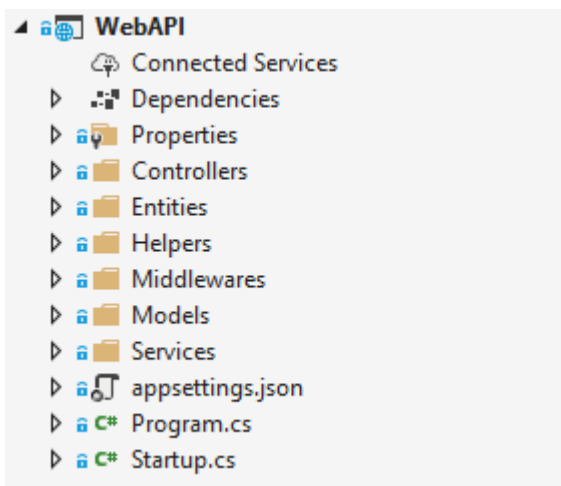 WebAPI
Connected Services
Dependencies
Properties
Controllers
Entities
Helpers
Middlewares
Models
Services
appsettings.json
C# Program.cs
C# Startup.cs